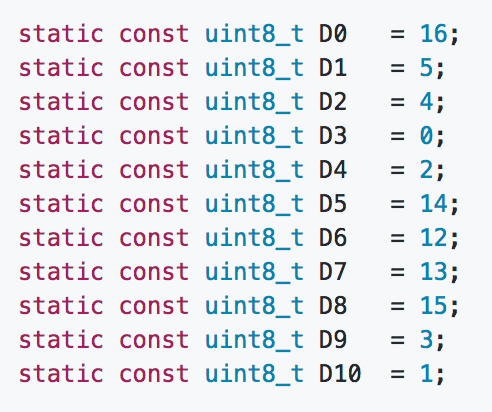 static const uint8_t D0   = 16;
static const uint8_t D1   = 5;
static const uint8_t D2   = 4;
static const uint8_t D3   = 0;
static const uint8_t D4   = 2;
static const uint8_t D5   = 14;
static const uint8_t D6   = 12;
static const uint8_t D7   = 13;
static const uint8_t D8   = 15;
static const uint8_t D9   = 3;
static const uint8_t D10  = 1;